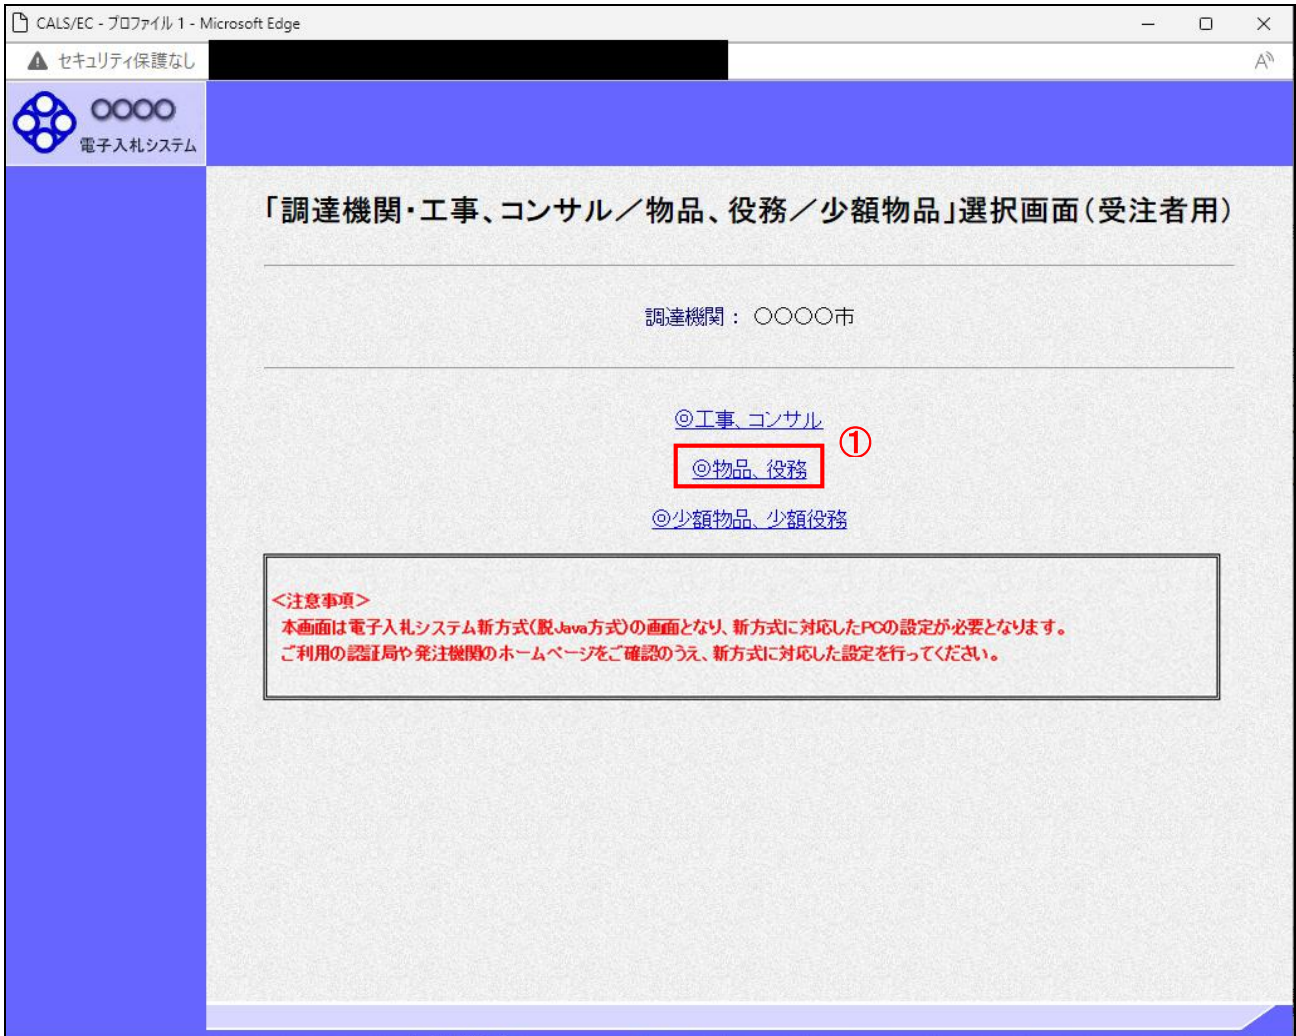 CALS/EC - プロファイル 1 - Microsoft Edge
セキュリティ保護なし
A
〇〇〇〇
電子入札システム
「調達機関・工事、コンサル／物品、役務／少額物品」選択画面(受注者用)
調達機関： 〇〇〇〇市
◎工事、コンサル
①
◎物品、役務
◎少額物品、少額役務
＜注意事項＞
本画面は電子入札システム新方式(脱Java方式)の画面となり、新方式に対応したPCの設定が必要となります。
ご利用の認証局や発注機関のホームページをご確認のうえ、新方式に対応した設定を行ってください。